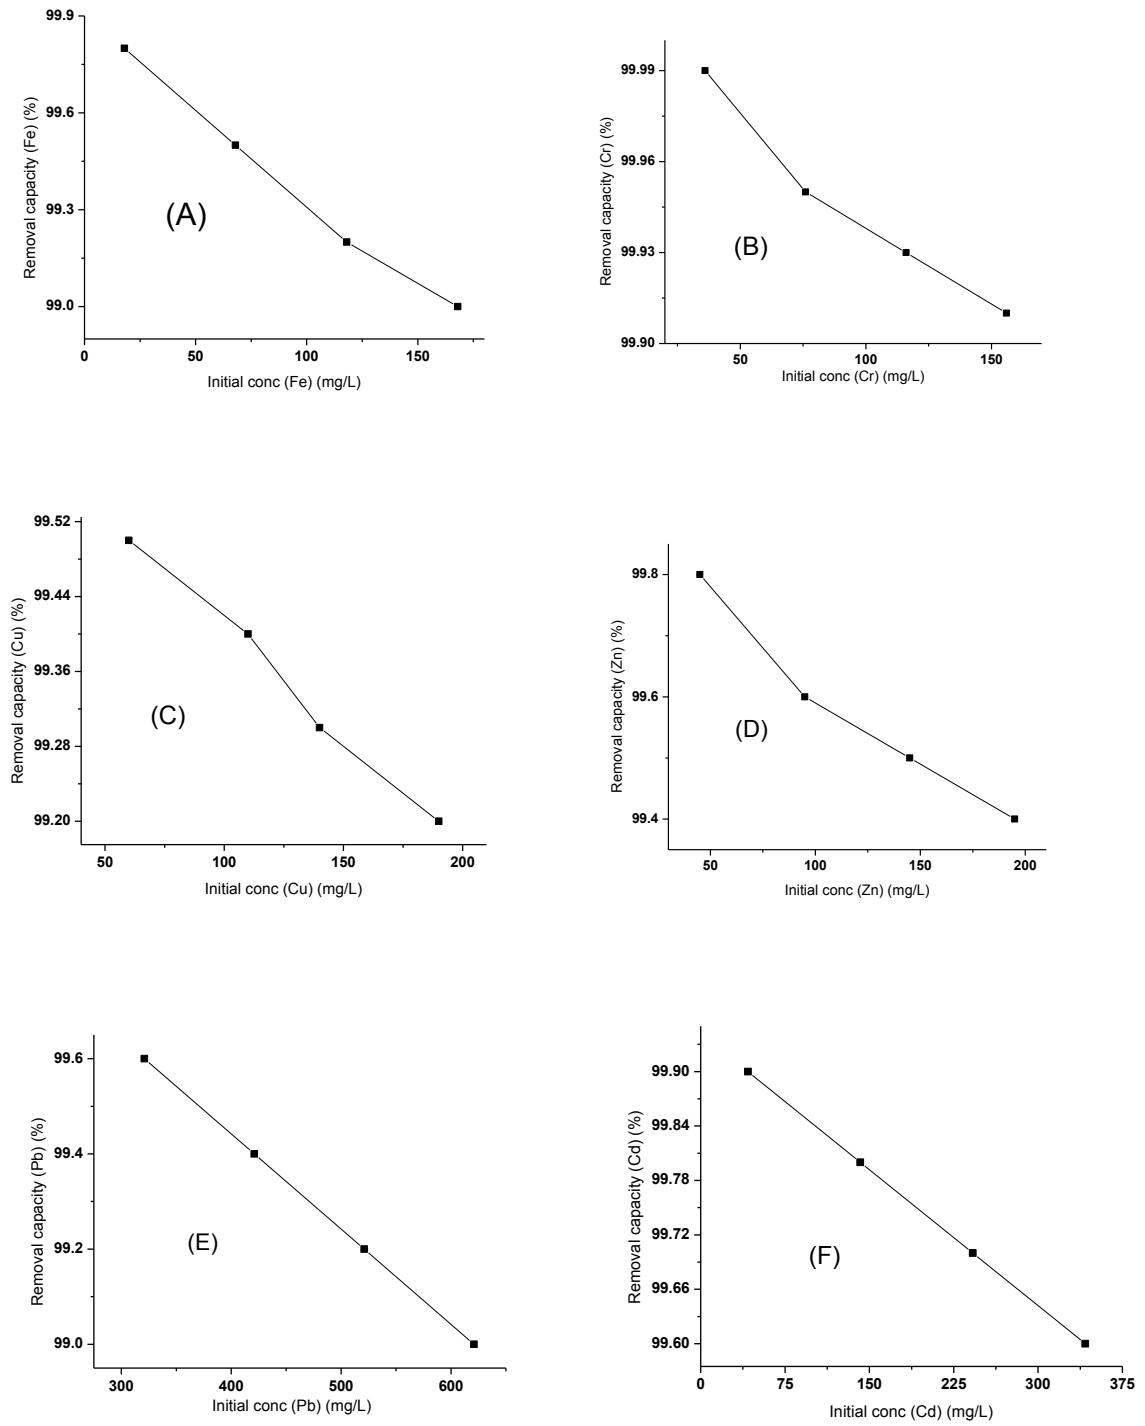 99.9
99.6
99.3
99.0
Removal capacity (Fe) (%)
(A)
0
50
100
150
Initial conc (Fe) (mg/L)
99.99
99.96
99.93
99.90
Removal capacity (Cr) (%)
(B)
50
100
150
Initial conc (Cr) (mg/L)
99.52
99.44
99.36
99.28
99.20
Removal capacity (Cu) (%)
(C)
50
100
150
200
Initial conc (Cu) (mg/L)
99.8
99.6
99.4
Removal capacity (Zn) (%)
(D)
50
100
150
200
Initial conc (Zn) (mg/L)
99.6
99.4
99.2
99.0
Removal capacity (Pb) (%)
(E)
300
400
500
600
Initial conc (Pb) (mg/L)
99.90
99.84
99.78
99.72
99.66
99.60
Removal capacity (Cd) (%)
(F)
0
75
150
225
300
375
Initial conc (Cd) (mg/L)